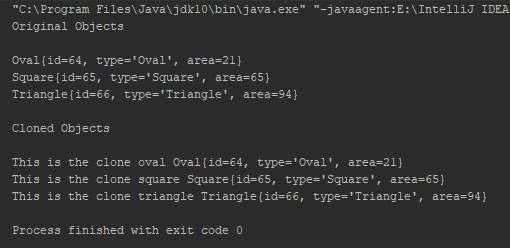 "C:\Program Files\Java\jdk10\bin\java.exe" "-javaagent:E:\IntelliJ IDEA
Original Objects
Oval{id=64, type='Oval', area=21}
Square{id=65, type='Square', area=65}
Triangle{id=66, type='Triangle', area=94}
Cloned Objects
This is the clone oval Oval{id=64, type='Oval', area=21}
This is the clone square Square{id=65, type='Square', area=65}
This is the clone triangle Triangle{id=66, type='Triangle', area=94}
Process finished with exit code 0